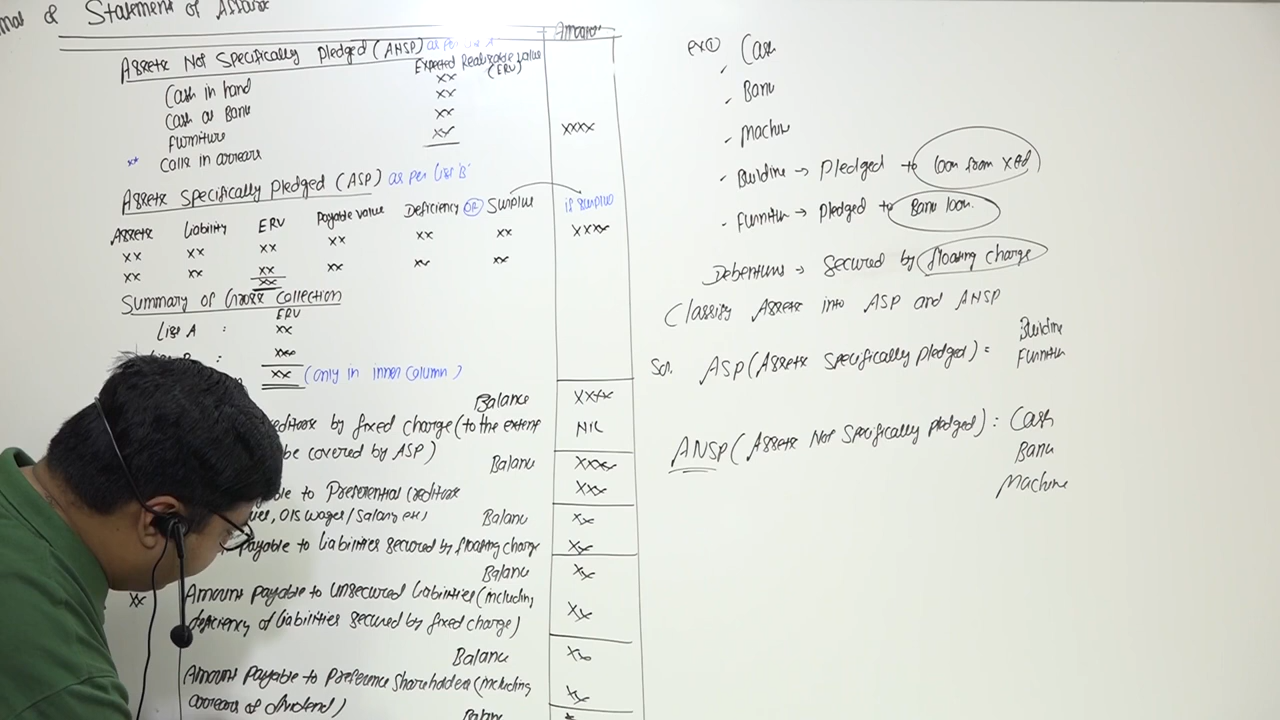 & Statement of Affairs
Amount
Assets Not Specifically Pledged (ANSP) as per
Expected Realizable value
(ERV)
Cash in hand xx
Cash at Bank xx
Furniture xx
** Calls in arrears xx xxxx
Assets Specifically Pledged (ASP) as per List 'B'
Assets Liability ERV Payable value Deficiency OR Surplus if surplus
xx xx xx xx xx xx xxxx
xx xx xx xx xx xx
xx
Summary of Gross Collection
ERV
List A : xx
: xxx
xx (only in inner column)
Balance xxxx
by fixed charge (to the extent NIL
be covered by ASP)
Balance xxxx
to Preferential Creditors xxx
O/S wages/salary etc)
Balance xx
payable to liabilities secured by floating charge xx
Balance xx
xx Amount payable to unsecured liabilities (including xx
deficiency of liabilities secured by fixed charge)
Balance xx
Amount payable to Preference Shareholders (including xx
arrears of dividend)
ex ①
Cash
- Bank
- Machine
- Building → Pledged to loan from X Ltd
- Furniture → Pledged to Bank loan.
Debentures → secured by floating charge
Classify Assets into ASP and ANSP
Sol. ASP (Assets Specifically Pledged) = Building
Furniture
ANSP (Assets Not Specifically Pledged) : Cash
Bank
Machine